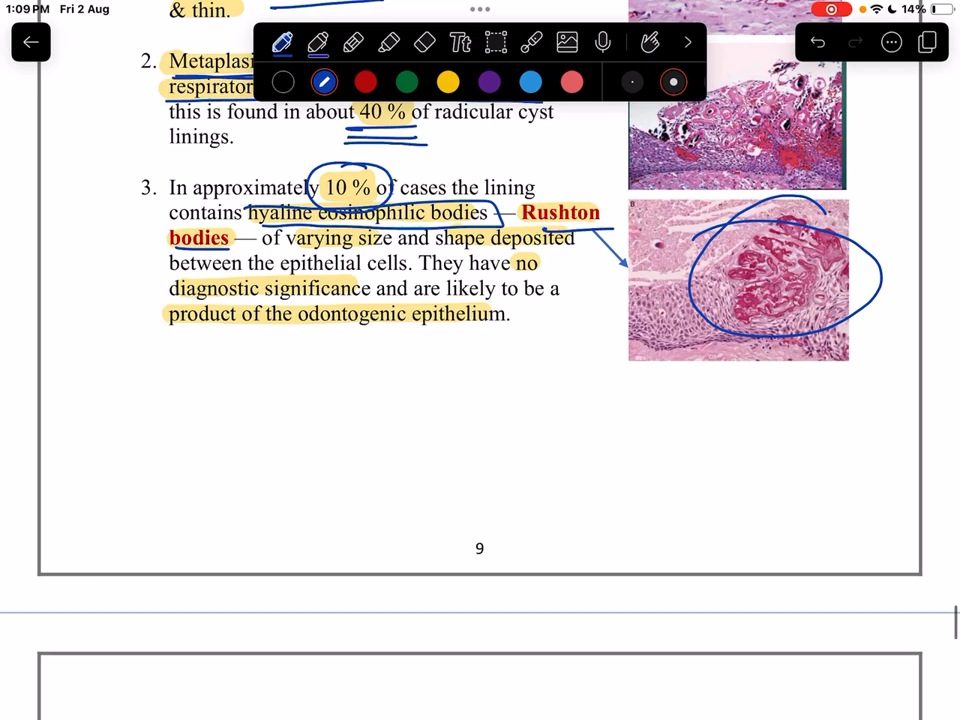 1:09 PM Fri 2 Aug
14%
& thin.
Tt
2. Metaplasi
respirator
this is found in about 40 % of radicular cyst
linings.
3. In approximately 10 % of cases the lining
contains hyaline eosinophilic bodies — Rushton
bodies — of varying size and shape deposited
between the epithelial cells. They have no
diagnostic significance and are likely to be a
product of the odontogenic epithelium.
B
9